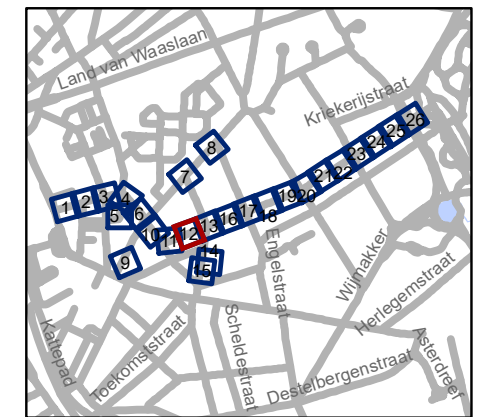 Land van Waaslaan
Kriekerijstraat
8
7
1
2
3
4
5
6
9
10
11
12
13
14
15
16
17
18
19
20
21
22
23
24
25
26
Engelstraat
Wijmakker
Herlegemstraat
Kattepad
Toekomststraat
Scheldestraat
Destelbergenstraat
Asterdreef